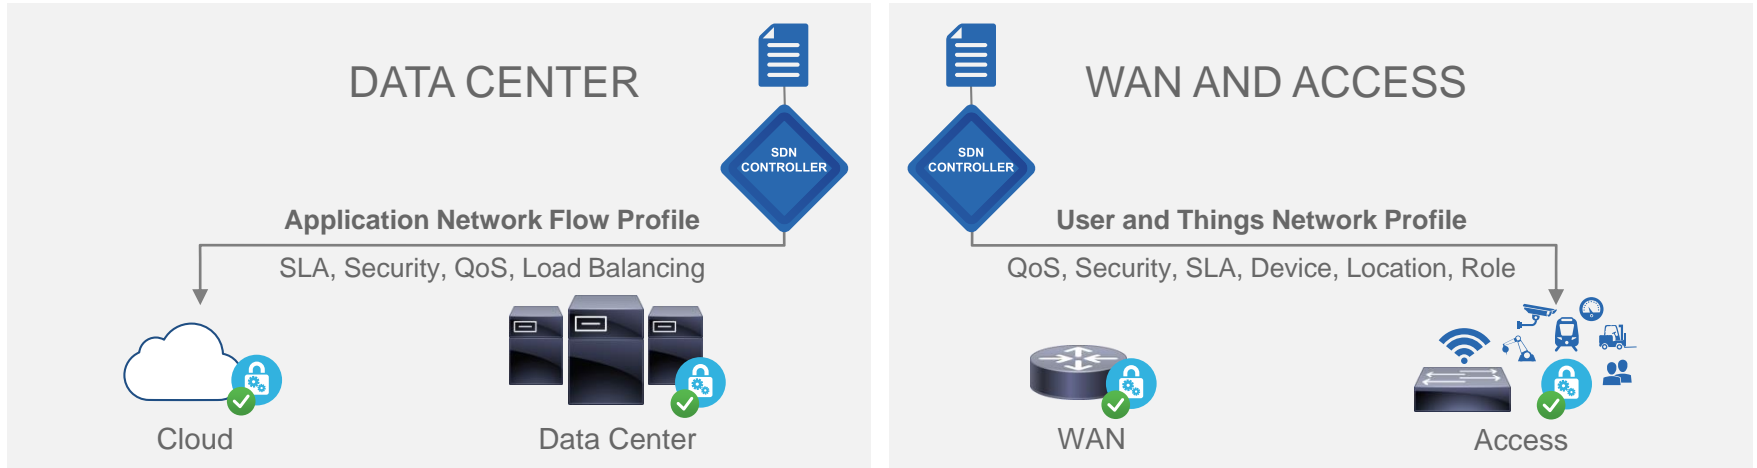 DATA CENTER
SDN
CONTROLLER
Application Network Flow Profile
SLA, Security, QoS, Load Balancing
Cloud
Data Center
WAN AND ACCESS
SDN
CONTROLLER
User and Things Network Profile
QoS, Security, SLA, Device, Location, Role
WAN
Access